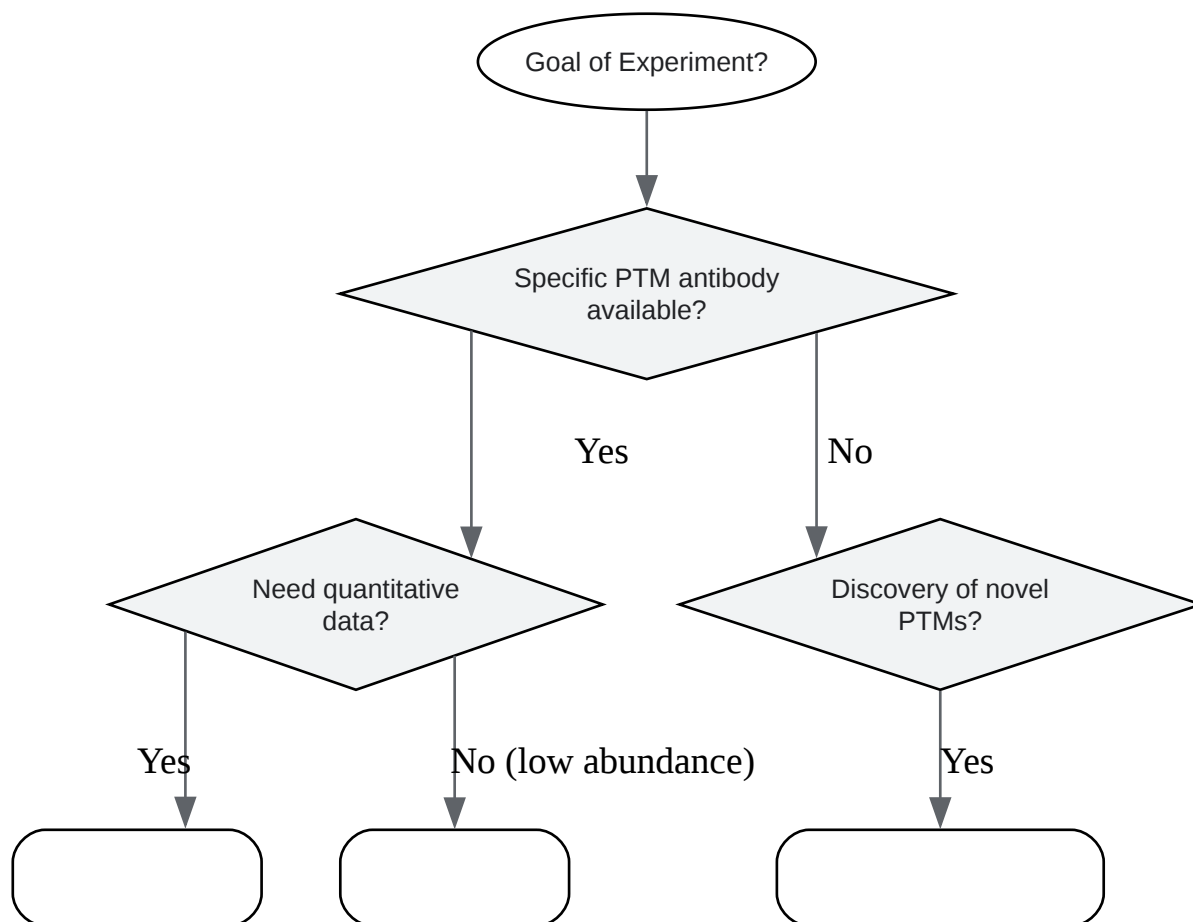 Goal of Experiment?
Specific PTM antibody
available?
Yes
No
Need quantitative
data?
Discovery of novel
PTMs?
Yes
No (low abundance)
Yes